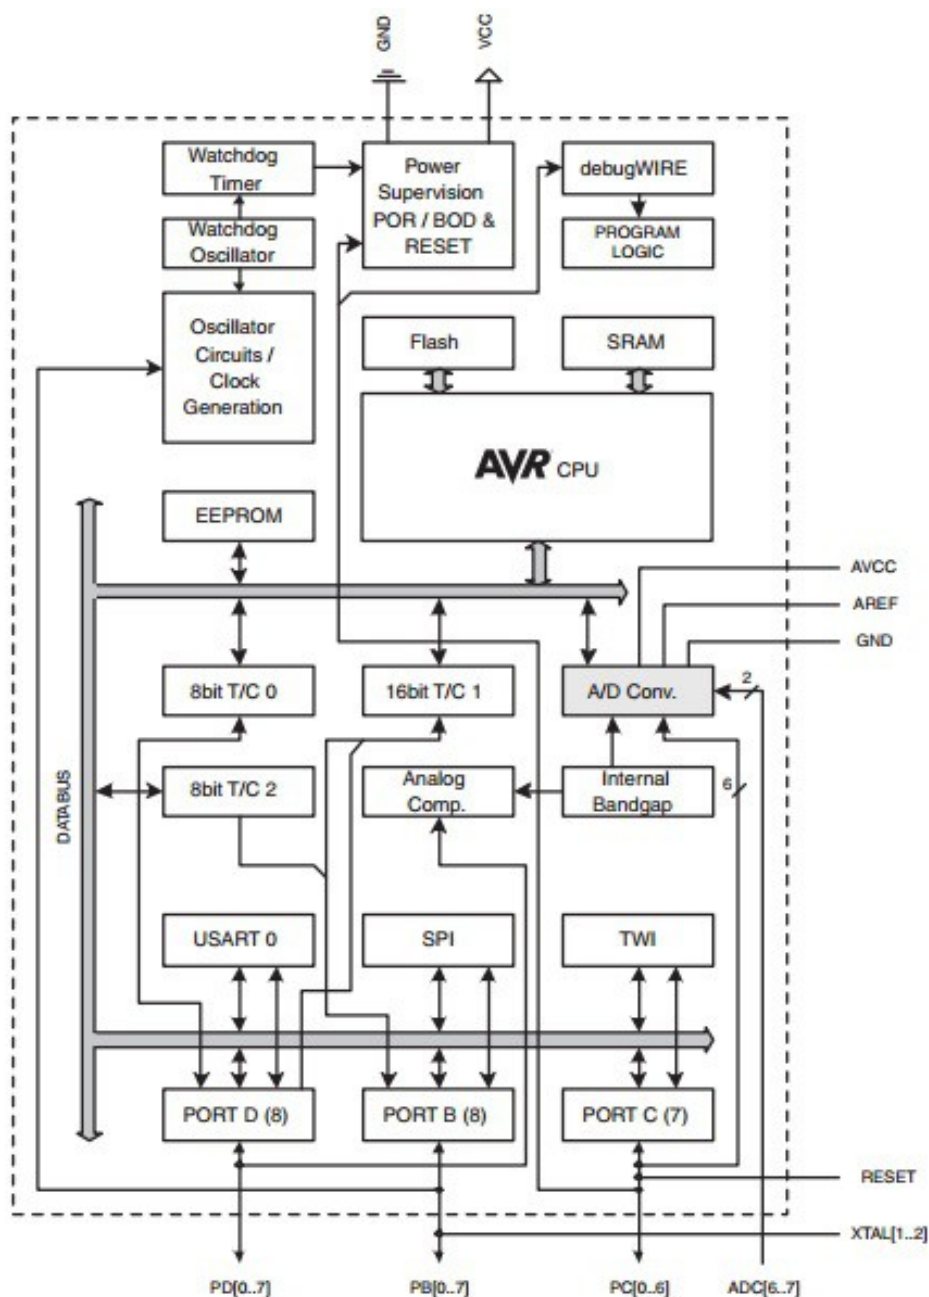 GND
VCC
Watchdog
Timer
Power
Supervision
POR / BOD &
RESET
debugWIRE
Watchdog
Oscillator
PROGRAM
LOGIC
Oscillator
Circuits /
Clock
Generation
Flash
SRAM
AVR CPU
EEPROM
AVCC
AREF
GND
8bit T/C 0
16bit T/C 1
A/D Conv.
2
DATABUS
8bit T/C 2
Analog
Comp.
Internal
Bandgap
6
USART 0
SPI
TWI
PORT D (8)
PORT B (8)
PORT C (7)
RESET
XTAL[1..2]
PD[0..7]
PB[0..7]
PC[0..6]
ADC[6..7]